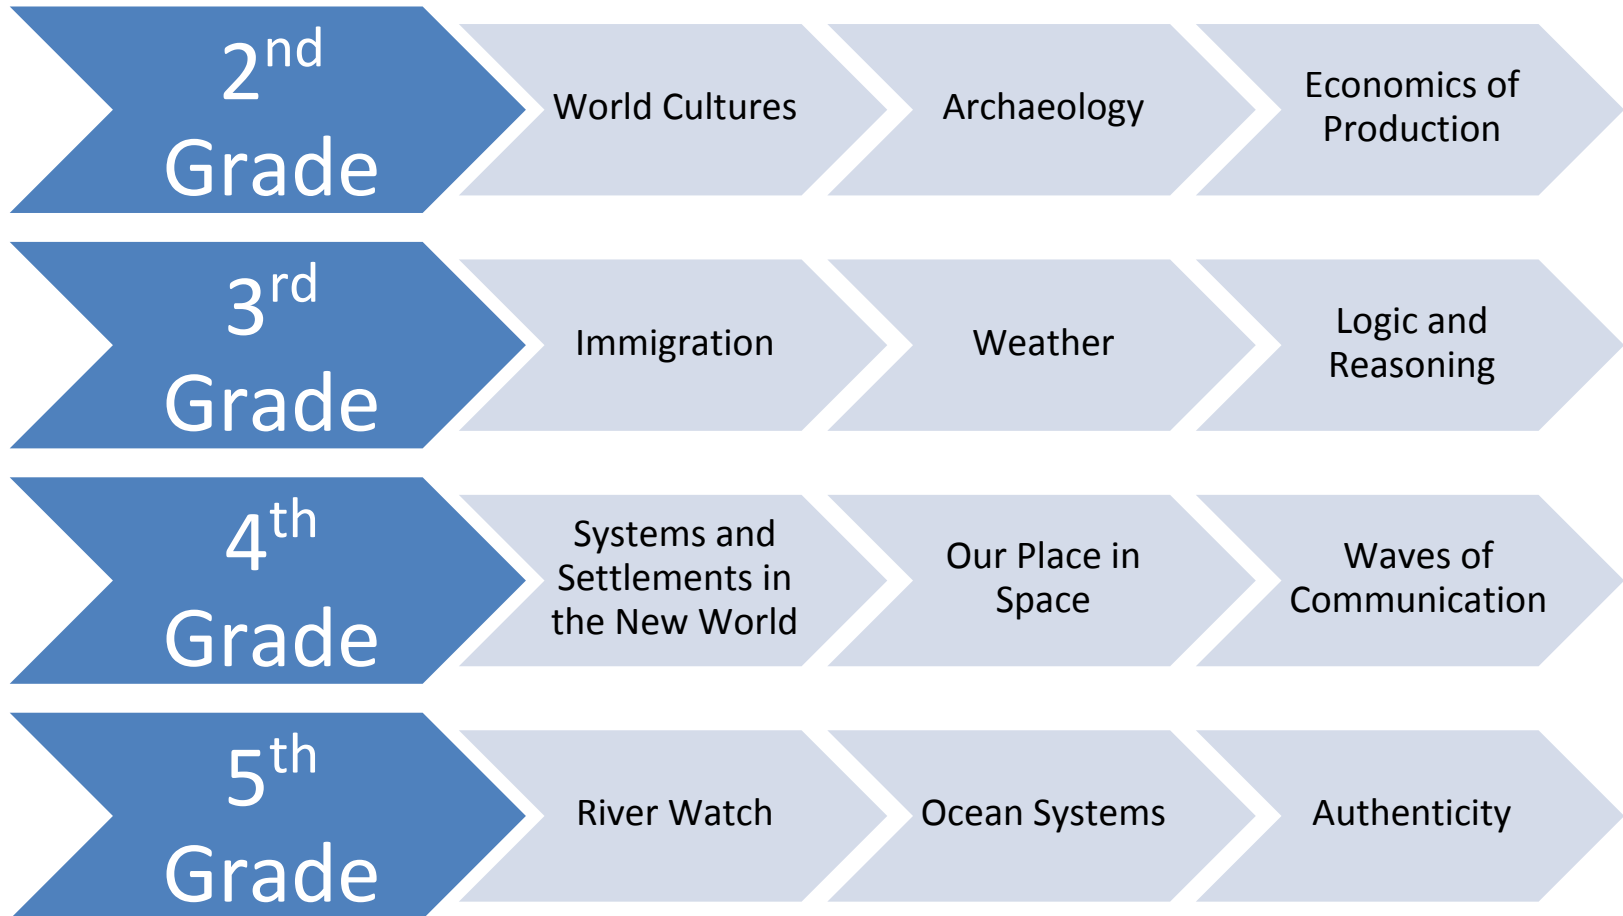 2nd
Grade
World Cultures
Archaeology
Economics of
Production
3rd
Grade
Immigration
Weather
Logic and
Reasoning
4th
Grade
Systems and
Settlements in
the New World
Our Place in
Space
Waves of
Communication
5th
Grade
River Watch
Ocean Systems
Authenticity